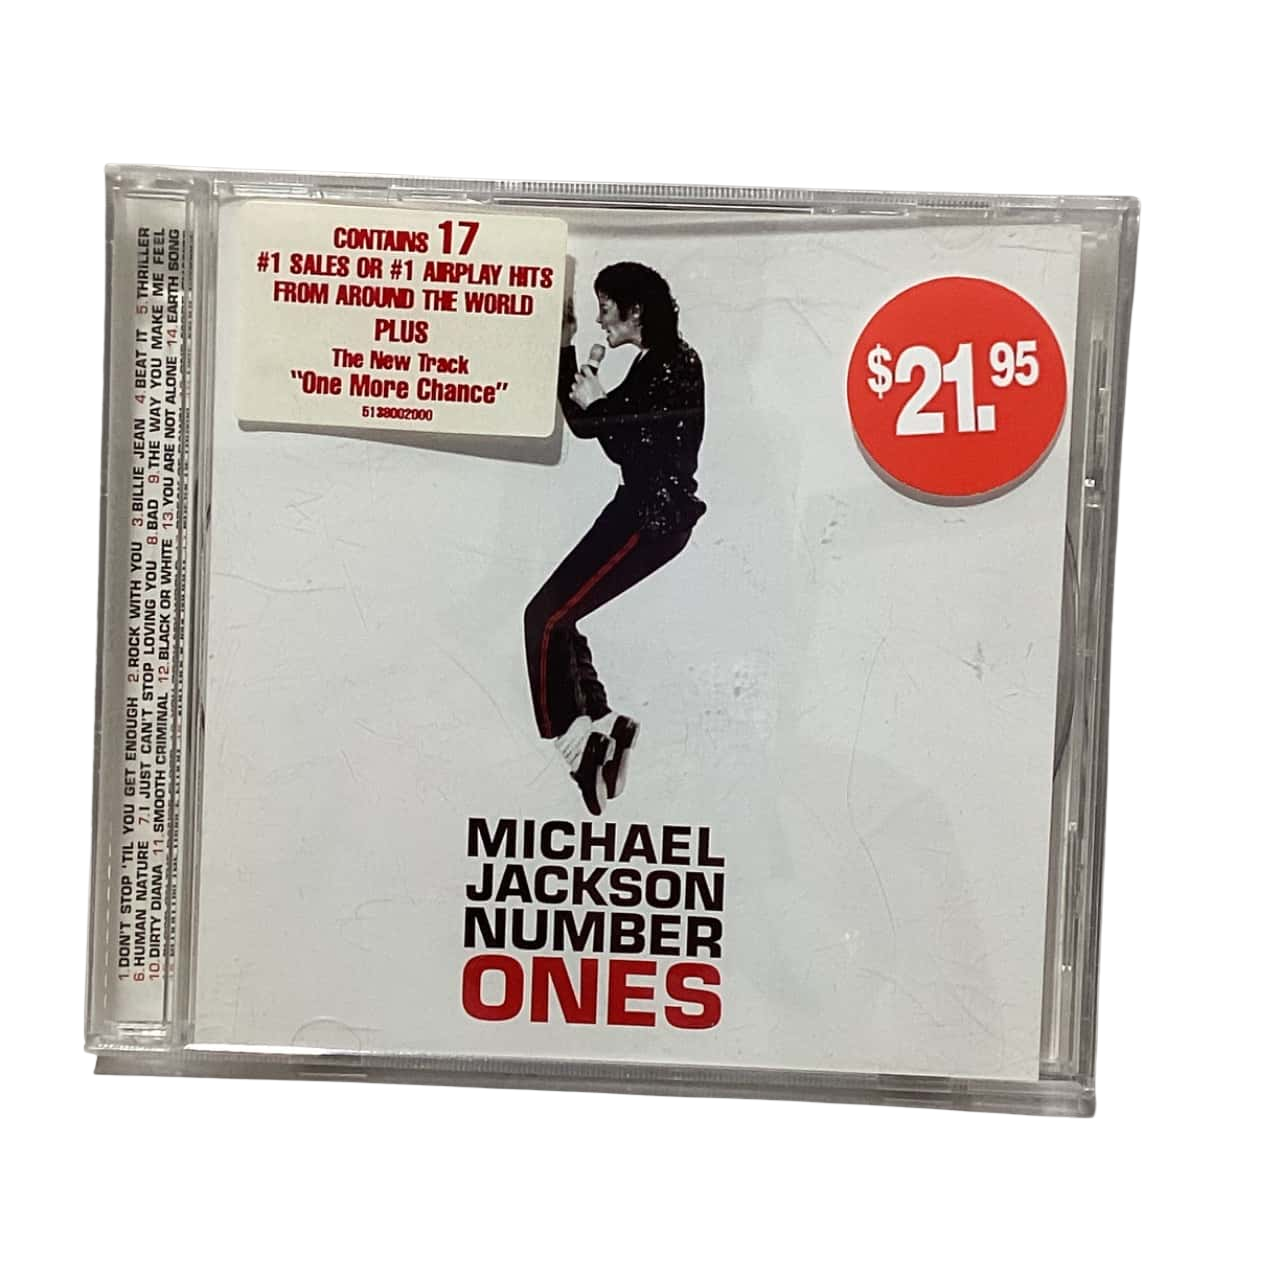 CONTAINS 17
#1 SALES OR #1 AIRPLAY HITS
FROM AROUND THE WORLD
PLUS
The New Track
"One More Chance"
5138002000
$21.95
MICHAEL
JACKSON
NUMBER
ONES
1.DON'T STOP 'TIL YOU GET ENOUGH 2.ROCK WITH YOU 3.BILLIE JEAN 4.BEAT IT 5.THRILLER
6.HUMAN NATURE 7.I JUST CAN'T STOP LOVING YOU 8.BAD 9.THE WAY YOU MAKE ME FEEL
10.DIRTY DIANA 11.SMOOTH CRIMINAL 12.BLACK OR WHITE 13.YOU ARE NOT ALONE 14.EARTH SONG